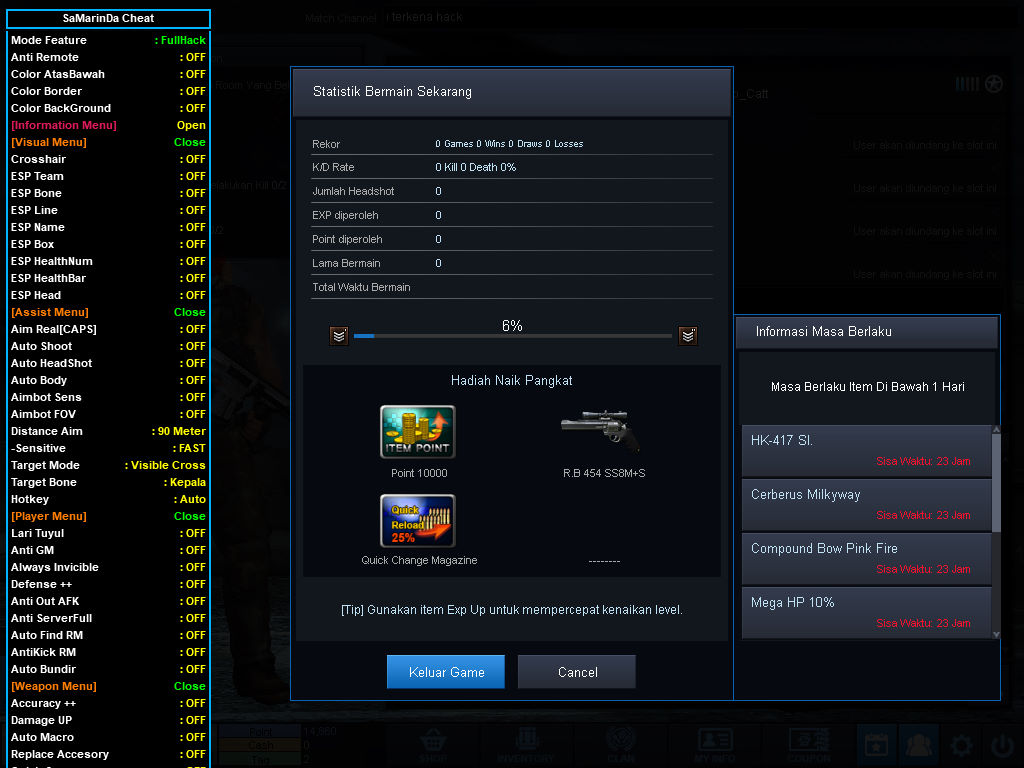 SaMarinDa Cheat
Mode Feature : FullHack
Anti Remote : OFF
Color AtasBawah : OFF
Color Border : OFF
Color BackGround : OFF
[Information Menu] Open
[Visual Menu] Close
Crosshair : OFF
ESP Team : OFF
ESP Bone : OFF
ESP Line : OFF
ESP Name : OFF
ESP Box : OFF
ESP HealthNum : OFF
ESP HealthBar : OFF
ESP Head : OFF
[Assist Menu] Close
Aim Real[CAPS] : OFF
Auto Shoot : OFF
Auto HeadShot : OFF
Auto Body : OFF
Aimbot Sens : OFF
Aimbot FOV : OFF
Distance Aim : 90 Meter
-Sensitive : FAST
Target Mode : Visible Cross
Target Bone : Kepala
Hotkey : Auto
[Player Menu] Close
Lari Tuyul : OFF
Anti GM : OFF
Always Invicible : OFF
Defense ++ : OFF
Anti Out AFK : OFF
Anti ServerFull : OFF
Auto Find RM : OFF
AntiKick RM : OFF
Auto Bundir : OFF
[Weapon Menu] Close
Accuracy ++ : OFF
Damage UP : OFF
Auto Macro : OFF
Replace Accesory : OFF
Match Channel
terkena hack
Room Yang
Statistik Bermain Sekarang
Rekor 0 Games 0 Wins 0 Draws 0 Losses
K/D Rate 0 Kill 0 Death 0%
Jumlah Headshot 0
EXP diperoleh 0
Point diperoleh 0
Lama Bermain 0
Total Waktu Bermain
6%
Hadiah Naik Pangkat
ITEM POINT
Point 10000
R.B 454 SS8M+S
Quick
Reload
25%
Quick Change Magazine
--------
[Tip] Gunakan item Exp Up untuk mempercepat kenaikan level.
Keluar Game
Cancel
User akan diundang ke slot ini
User akan diundang ke slot ini
User akan diundang ke slot ini
User akan diundang ke slot ini
Informasi Masa Berlaku
Masa Berlaku Item Di Bawah 1 Hari
HK-417 Sl.
Sisa Waktu: 23 Jam
Cerberus Milkyway
Sisa Waktu: 23 Jam
Compound Bow Pink Fire
Sisa Waktu: 23 Jam
Mega HP 10%
Sisa Waktu: 23 Jam
Point
Cash 0
0
SHOP
INVENTORY
CLAN
MY INFO
COUPON